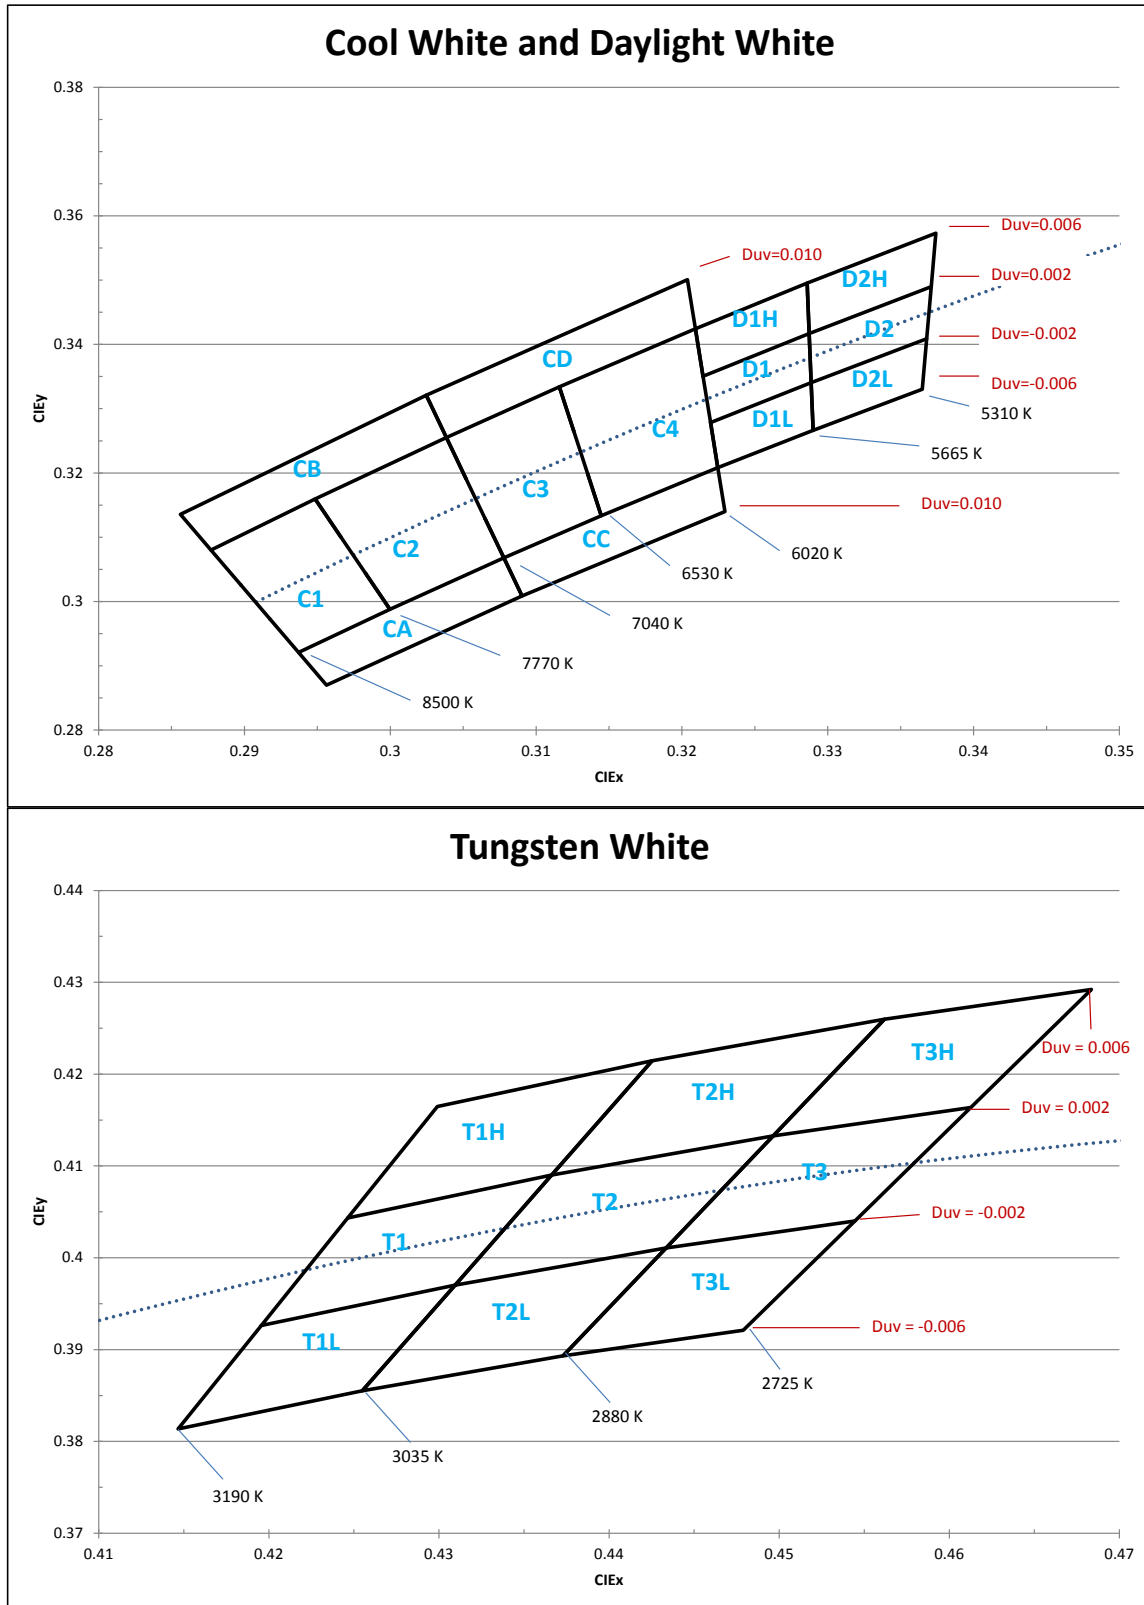 Cool White and Daylight White
0.38
0.36
0.34
0.32
0.3
0.28
CIEy
Duv=0.006
Duv=0.010
Duv=0.002
Duv=-0.002
Duv=-0.006
Duv=0.010
D2H
D1H
D2
CD
D1
D2L
D1L
C4
CB
C3
CC
C2
C1
CA
5310 K
5665 K
6020 K
6530 K
7040 K
7770 K
8500 K
0.28 0.29 0.3 0.31 0.32 0.33 0.34 0.35
CIEx
Tungsten White
0.44
0.43
0.42
0.41
0.4
0.39
0.38
0.37
CIEy
T3H
Duv = 0.006
T2H
Duv = 0.002
T1H
T3
T2
Duv = -0.002
T1
T3L
T2L
Duv = -0.006
T1L
2725 K
2880 K
3035 K
3190 K
0.41 0.42 0.43 0.44 0.45 0.46 0.47
CIEx